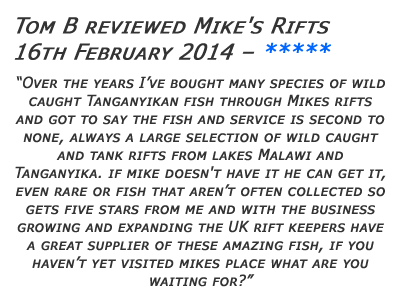 Tom B reviewed Mike's Rifts
16th February 2014 – *****
“Over the years I’ve bought many species of wild
caught Tanganyikan fish through Mikes rifts
and got to say the fish and service is second to
none, always a large selection of wild caught
and tank rifts from lakes Malawi and
Tanganyika. if mike doesn't have it he can get it,
even rare or fish that aren’t often collected so
gets five stars from me and with the business
growing and expanding the UK rift keepers have
a great supplier of these amazing fish, if you
haven’t yet visited mikes place what are you
waiting for?”